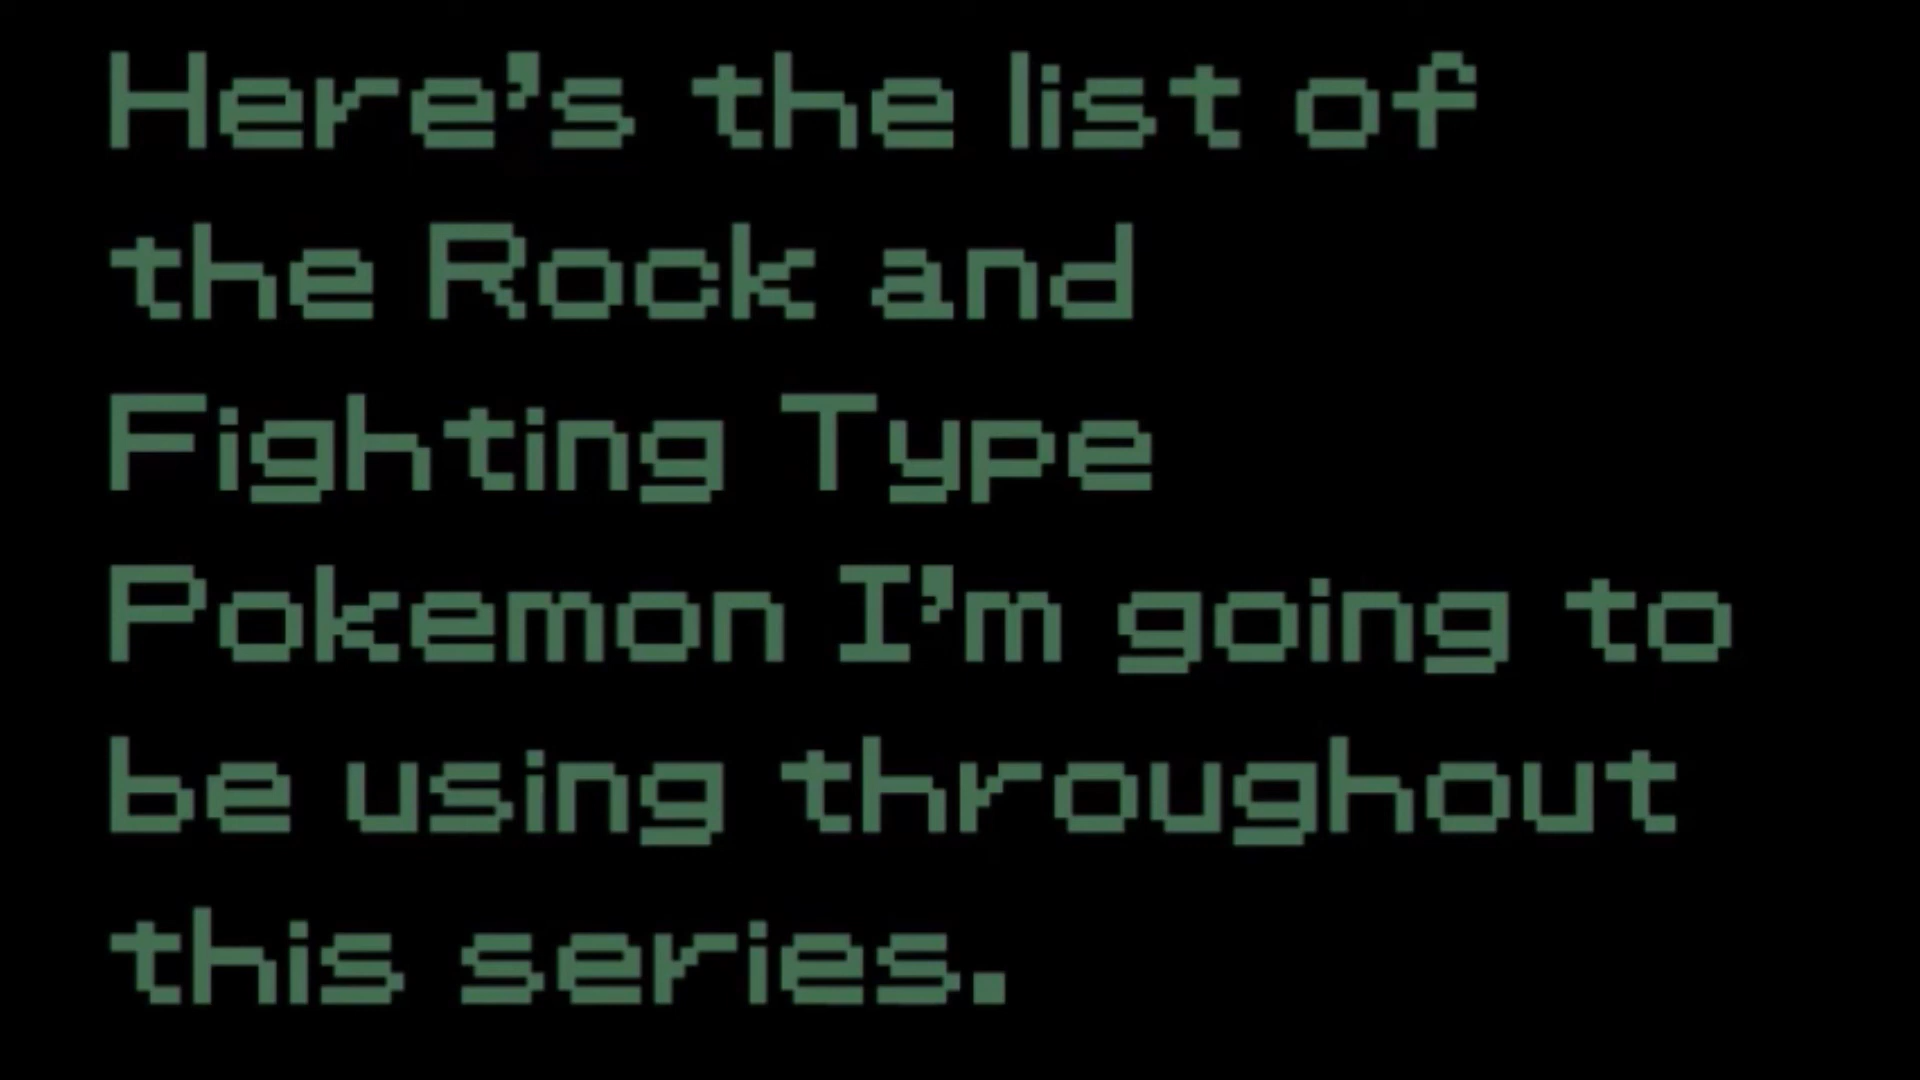 Here's the list of
the Rock and
Fighting Type
Pokemon I'm going to
be using throughout
this series.